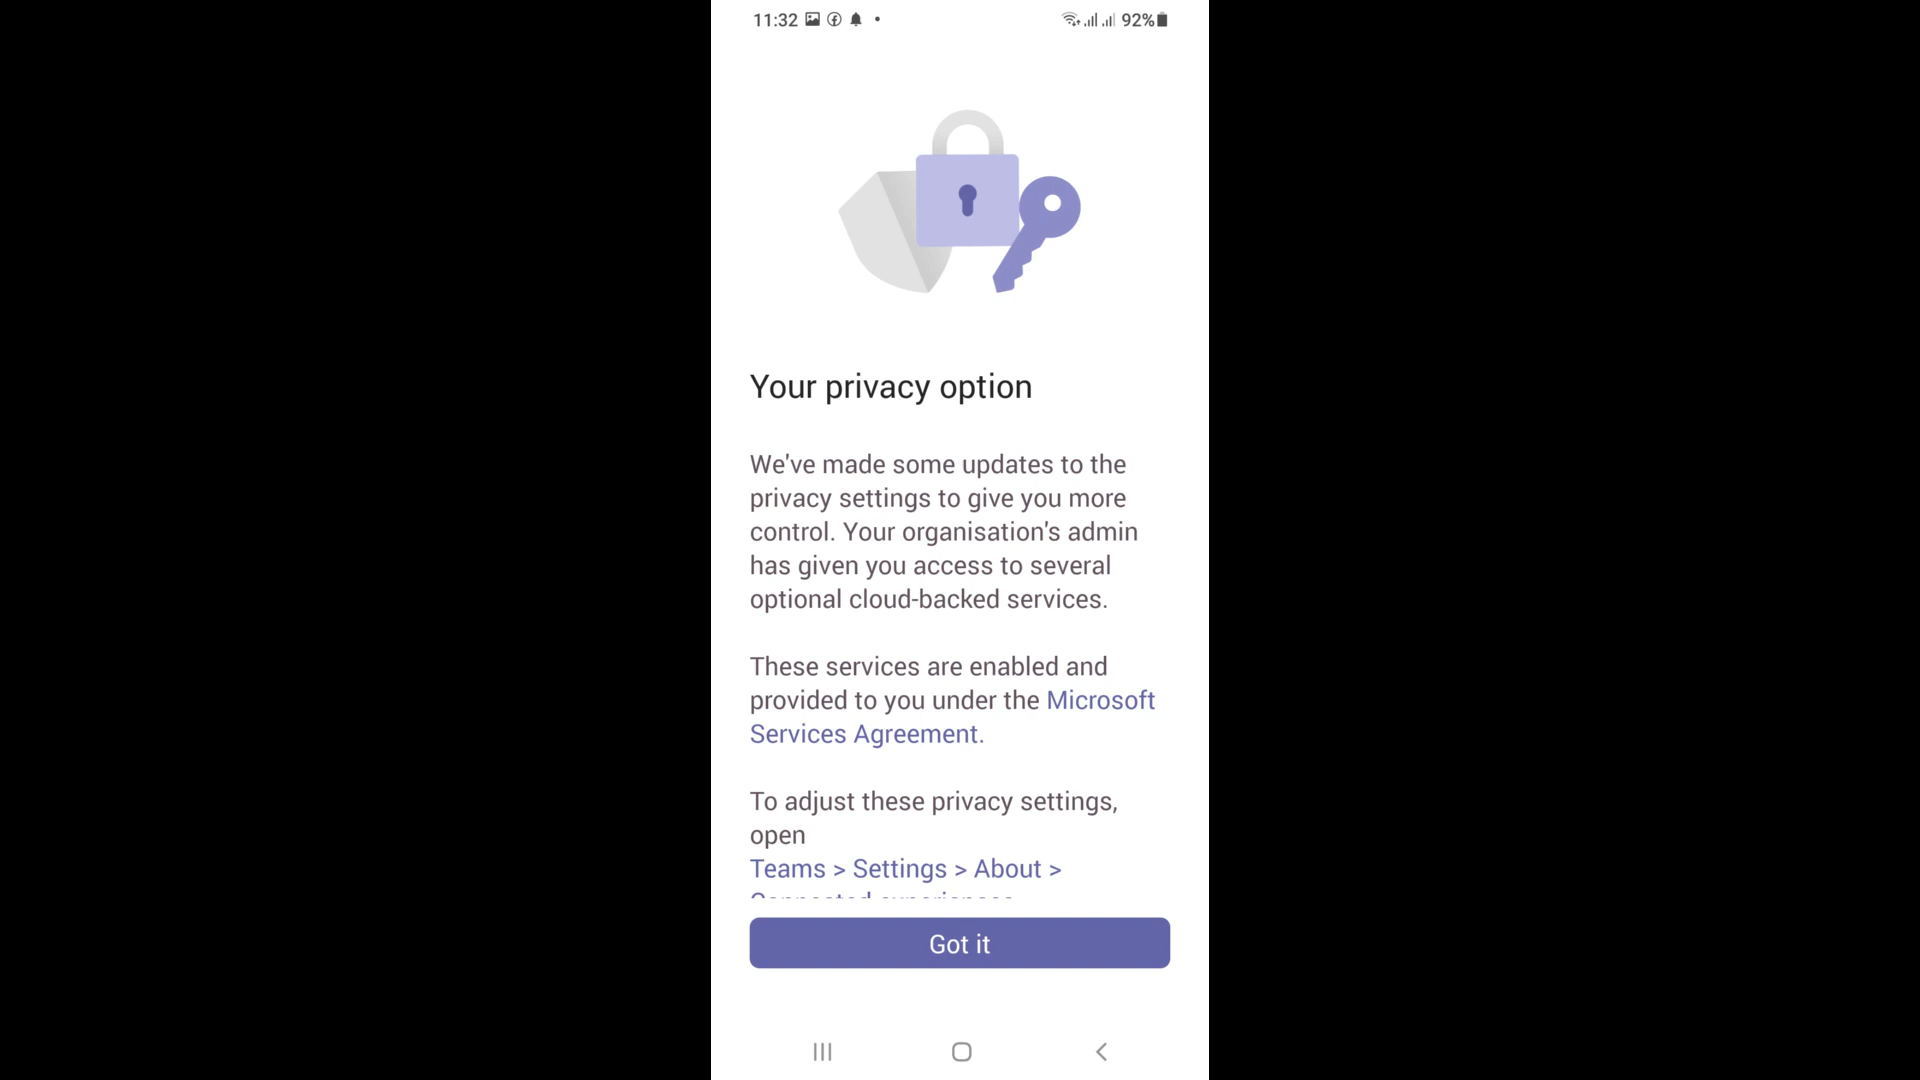 11:32 92%
Your privacy option
We've made some updates to the
privacy settings to give you more
control. Your organisation's admin
has given you access to several
optional cloud-backed services.
These services are enabled and
provided to you under the Microsoft
Services Agreement.
To adjust these privacy settings,
open
Teams > Settings > About >
Connected experiences
Got it